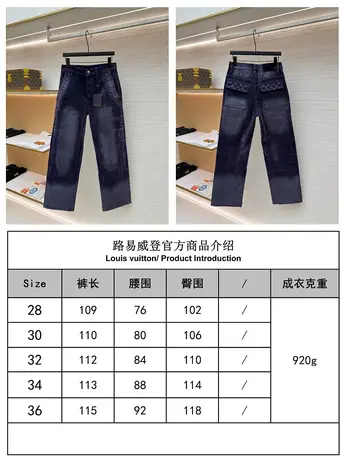 路易威登官方商品介绍
Louis vuitton/ Product Introduction
Size 裤长 腰围 臀围 / 成衣克重
28 109 76 102 /
30 110 80 106 /
32 112 84 110 / 920g
34 113 88 114 /
36 115 92 118 /